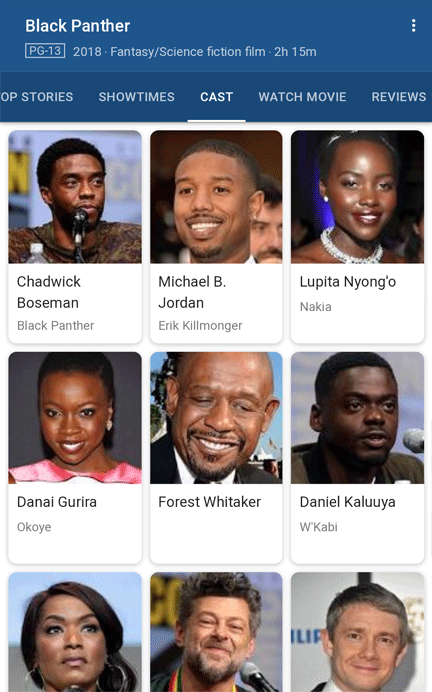 Black Panther
PG-13 2018 · Fantasy/Science fiction film · 2h 15m
OP STORIES SHOWTIMES CAST WATCH MOVIE REVIEWS
Chadwick Boseman
Black Panther
Michael B. Jordan
Erik Killmonger
Lupita Nyong'o
Nakia
Danai Gurira
Okoye
Forest Whitaker
Daniel Kaluuya
W'Kabi